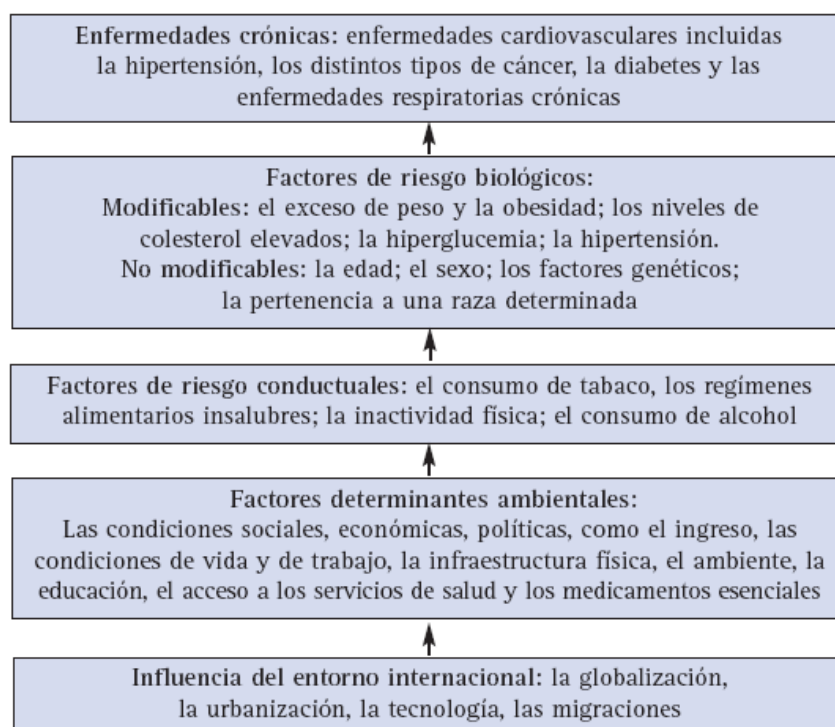 Enfermedades crónicas: enfermedades cardiovasculares incluidas
la hipertensión, los distintos tipos de cáncer, la diabetes y las
enfermedades respiratorias crónicas
Factores de riesgo biológicos:
Modificables: el exceso de peso y la obesidad; los niveles de
colesterol elevados; la hiperglucemia; la hipertensión.
No modificables: la edad; el sexo; los factores genéticos;
la pertenencia a una raza determinada
Factores de riesgo conductuales: el consumo de tabaco, los regímenes
alimentarios insalubres; la inactividad física; el consumo de alcohol
Factores determinantes ambientales:
Las condiciones sociales, económicas, políticas, como el ingreso, las
condiciones de vida y de trabajo, la infraestructura física, el ambiente, la
educación, el acceso a los servicios de salud y los medicamentos esenciales
Influencia del entorno internacional: la globalización,
la urbanización, la tecnología, las migraciones